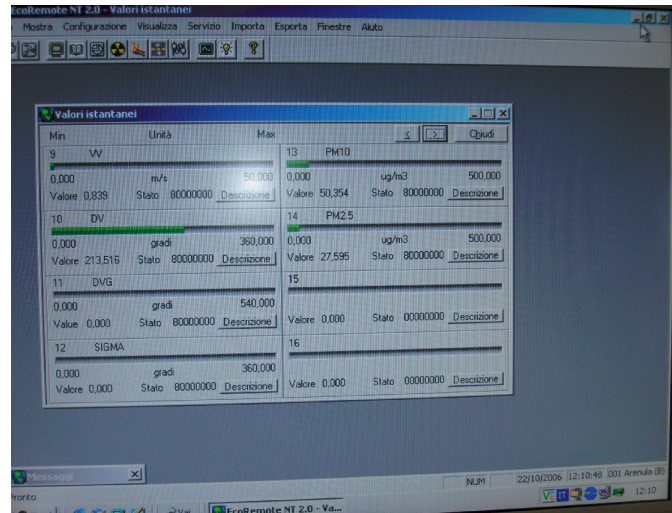 EcoRemote NT 2.0 - Valori istantanei
Mostra Configurazione Visualizza Servizio Importa Esporta Finestre Aiuto
Valori istantanei
Min Unità Max < > Chiudi
9 VV
0,000 m/s 50,000
Valore 0,839 Stato 80000000 Descrizione
13 PM10
0,000 ug/m3 500,000
Valore 50,354 Stato 80000000 Descrizione
10 DV
0,000 gradi 360,000
Valore 213,516 Stato 80000000 Descrizione
14 PM2.5
0,000 ug/m3 500,000
Valore 27,595 Stato 80000000 Descrizione
11 DVG
0,000 gradi 540,000
Value 0,000 Stato 80000000 Descrizione
15
Valore 0,000 Stato 00000000 Descrizione
12 SIGMA
0,000 gradi 360,000
Valore 0,000 Stato 80000000 Descrizione
16
Valore 0,000 Stato 00000000 Descrizione
Messaggi
Pronto NUM 22/10/2006 12:10:48 001 Arenula (B)
EcoRemote NT 2.0 - Va... IT 12:10